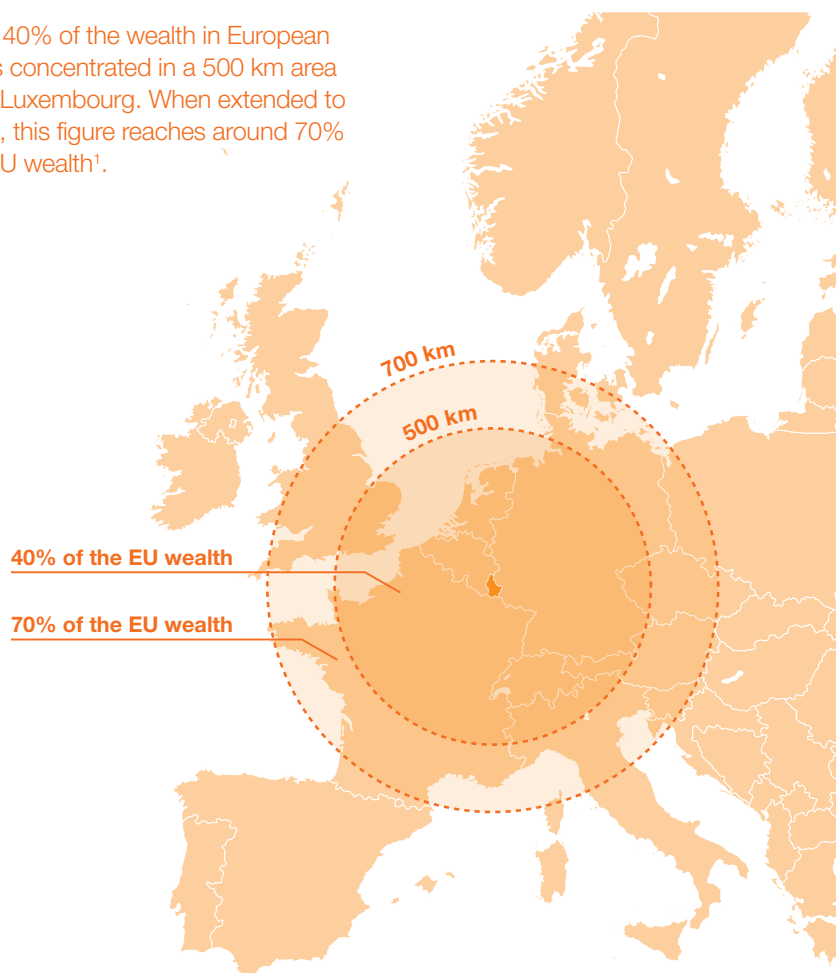 40% of the wealth in European
s concentrated in a 500 km area
Luxembourg. When extended to
, this figure reaches around 70%
U wealth¹.
700 km
500 km
40% of the EU wealth
70% of the EU wealth